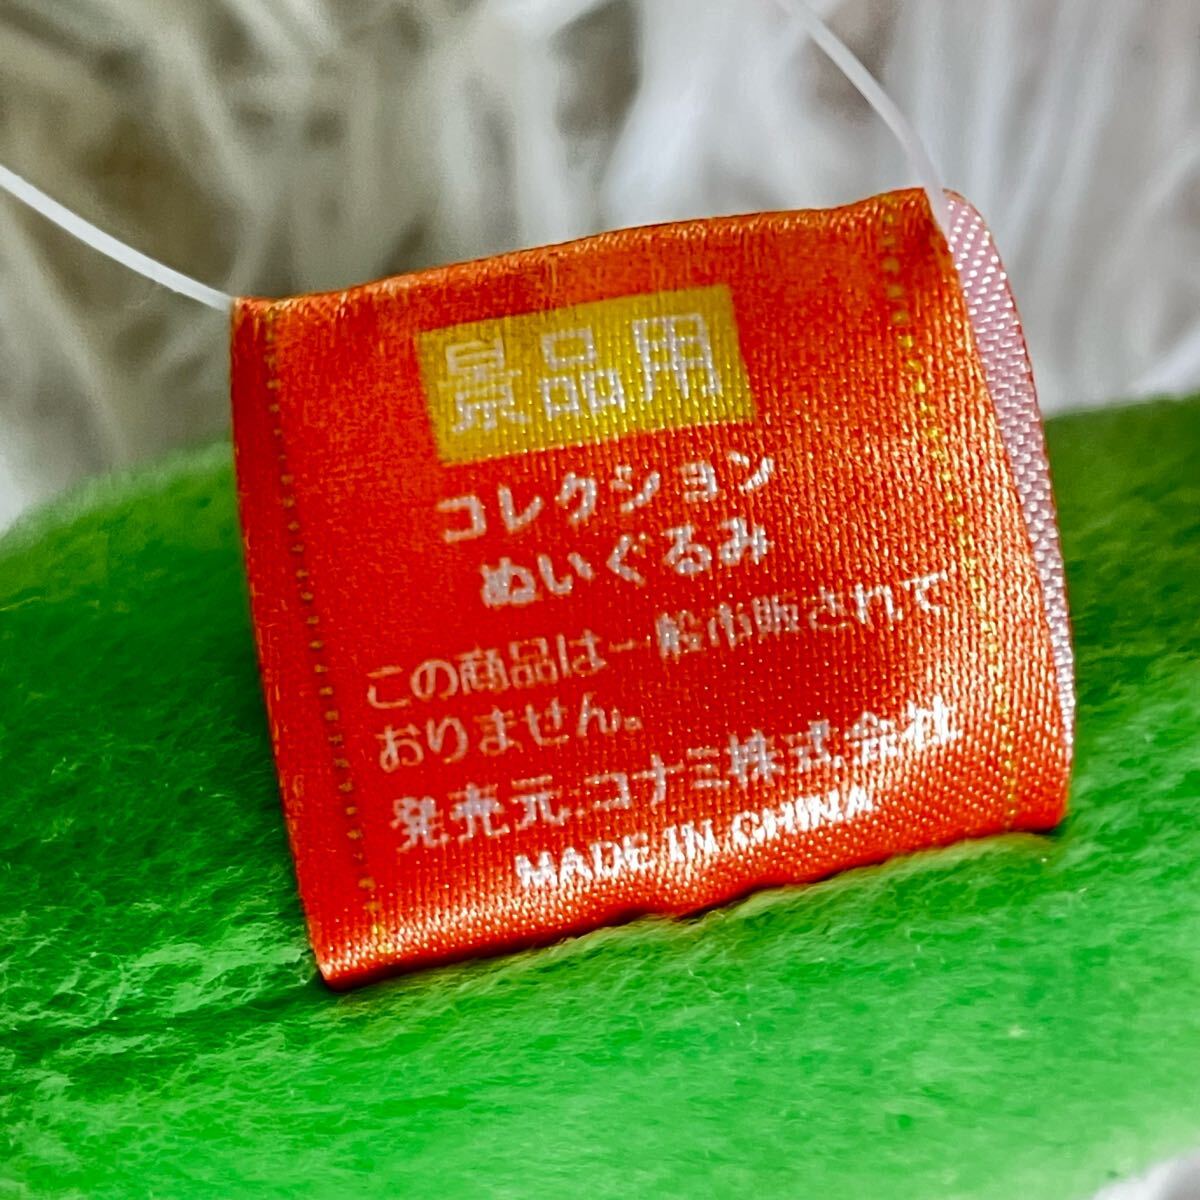 景品用
コレクション
ぬいぐるみ
この商品は一般市販されて
おりません。
発売元:コナミ株式会社
MADE IN CHINA